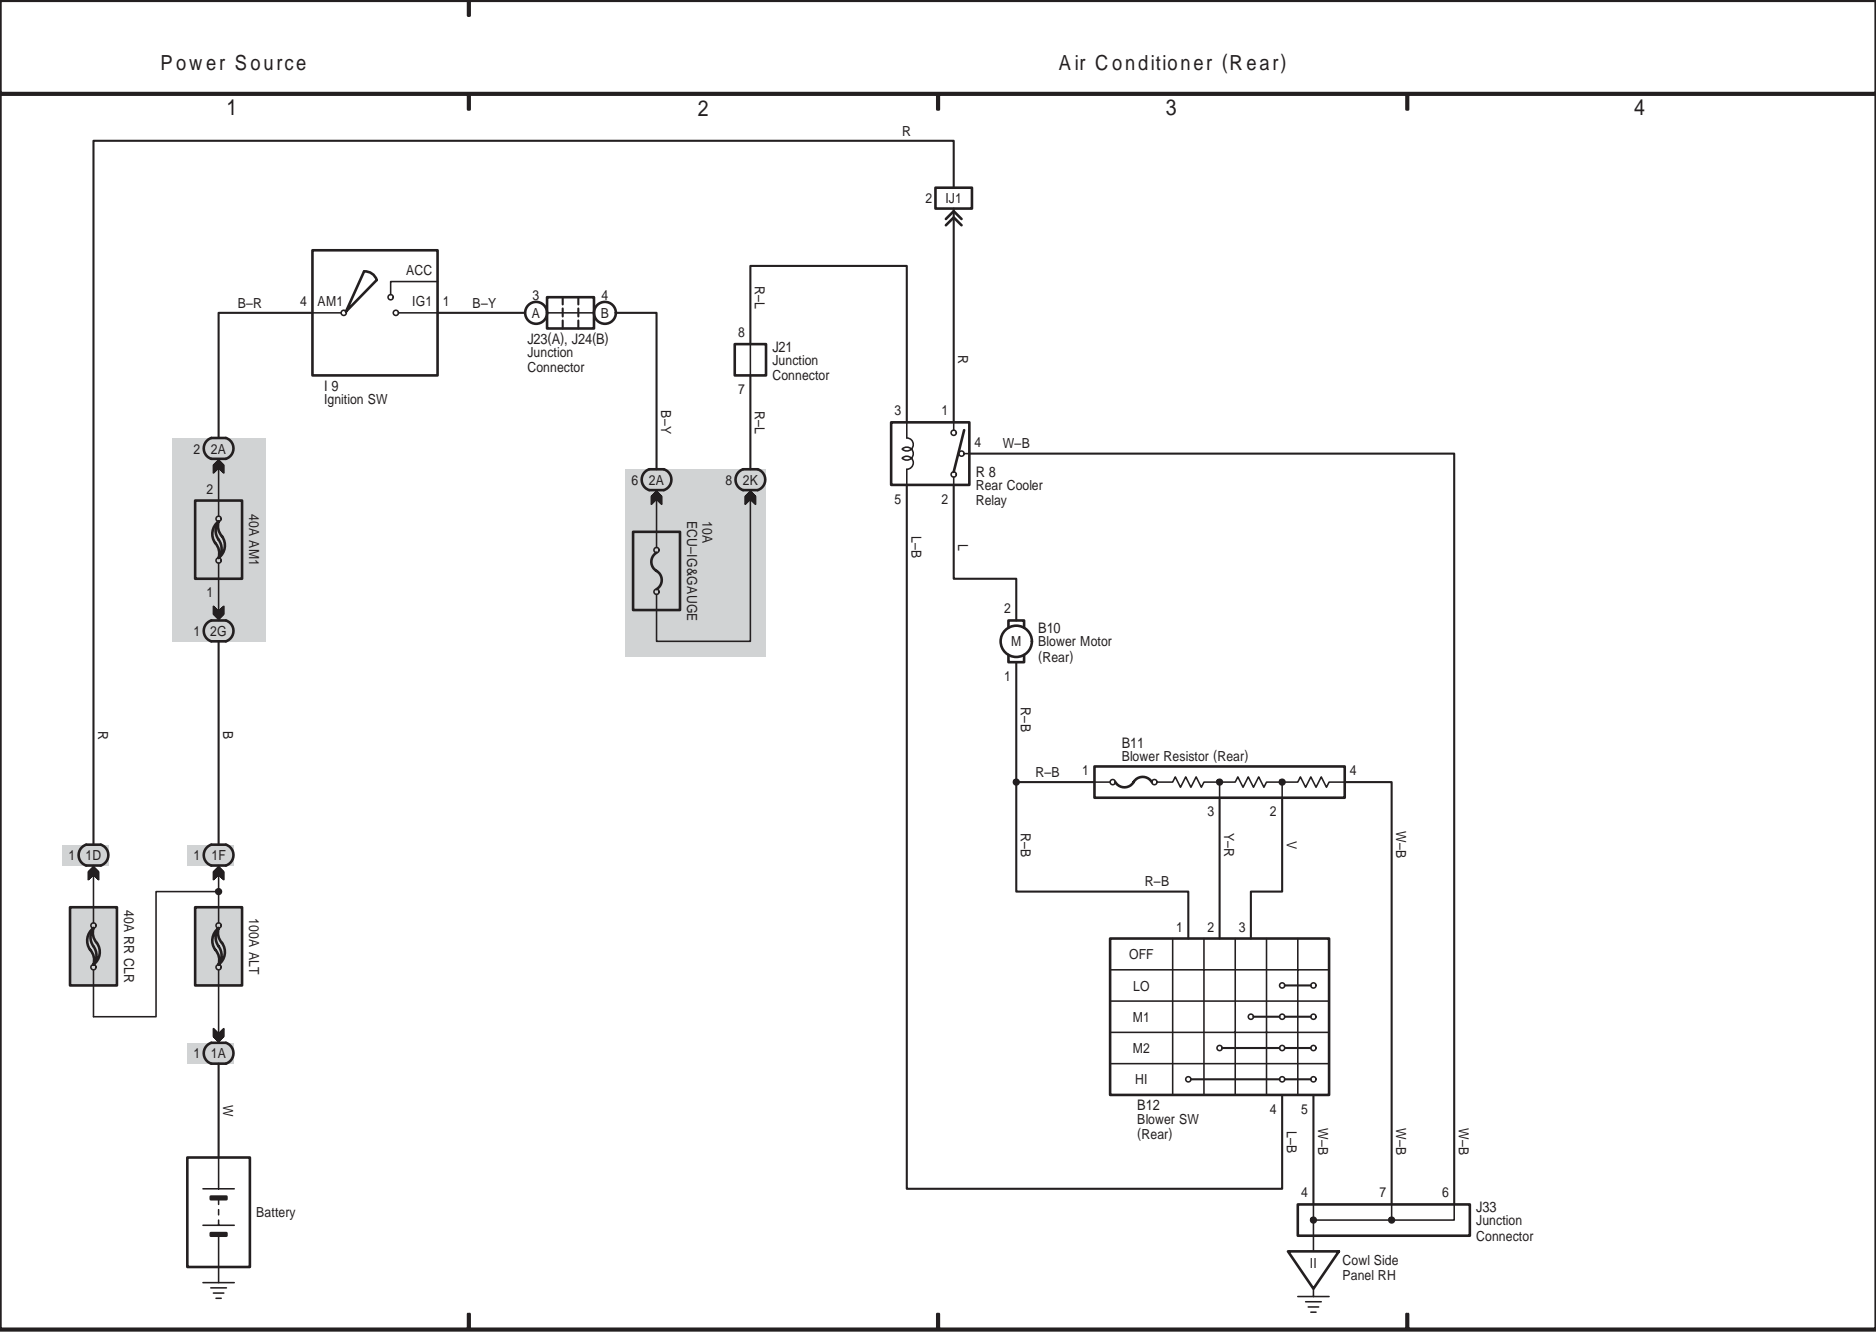 Power Source
Air Conditioner (Rear)
1
2
3
4
R
2
IJ1
ACC
B–R
4
AM1
IG1
1
B–Y
3
4
A
B
J23(A), J24(B)
Junction
Connector
I 9
Ignition SW
R–L
8
J21
Junction
Connector
7
R–L
B–Y
R
3
1
4
W–B
R 8
Rear Cooler
Relay
5
2
L–B
L
2
2A
2
40A AM1
1
1
2G
6
2A
8
2K
10A
ECU–IG&GAUGE
2
M
B10
Blower Motor
(Rear)
1
R–B
R
B
B11
Blower Resistor (Rear)
R–B
1
4
3
2
R–B
Y–R
V
W–B
R–B
1
1D
1
1F
40A RR CLR
100A ALT
1
1A
W
Battery
1
2
3
OFF
LO
M1
M2
HI
B12
Blower SW
(Rear)
4
5
L–B
W–B
W–B
W–B
4
7
6
J33
Junction
Connector
II
Cowl Side
Panel RH